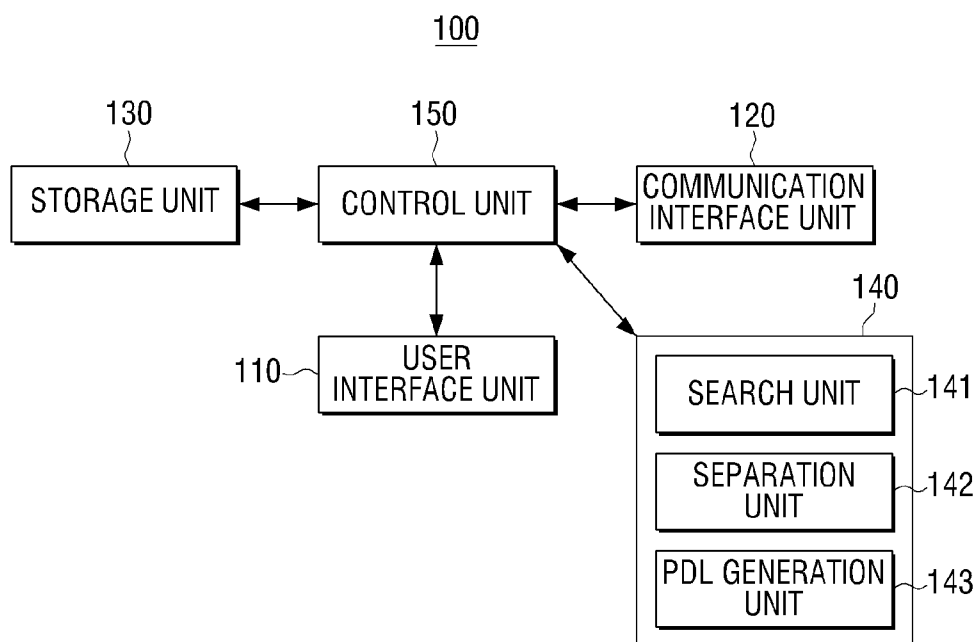 100
130
150
120
STORAGE UNIT
CONTROL UNIT
COMMUNICATION
INTERFACE UNIT
140
110
USER
INTERFACE UNIT
SEARCH UNIT
141
SEPARATION
UNIT
142
PDL GENERATION
UNIT
143